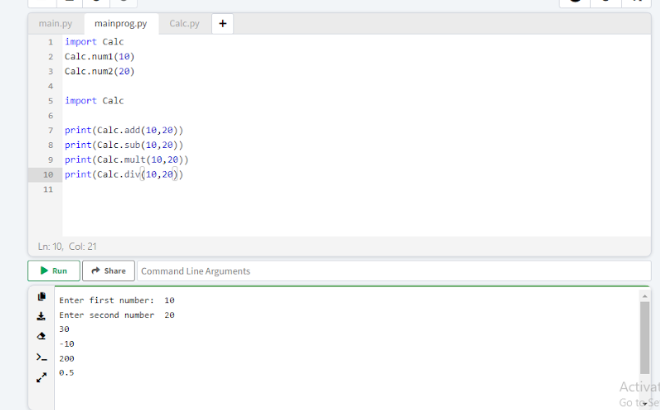 main.py mainprog.py Calc.py +
1 import Calc
2 Calc.num1(10)
3 Calc.num2(20)
4
5 import Calc
6
7 print(Calc.add(10,20))
8 print(Calc.sub(10,20))
9 print(Calc.mult(10,20))
10 print(Calc.div(10,20))
11
Ln: 10, Col: 21
Run Share Command Line Arguments
Enter first number: 10
Enter second number 20
30
-10
200
0.5
Activat
Go to Se